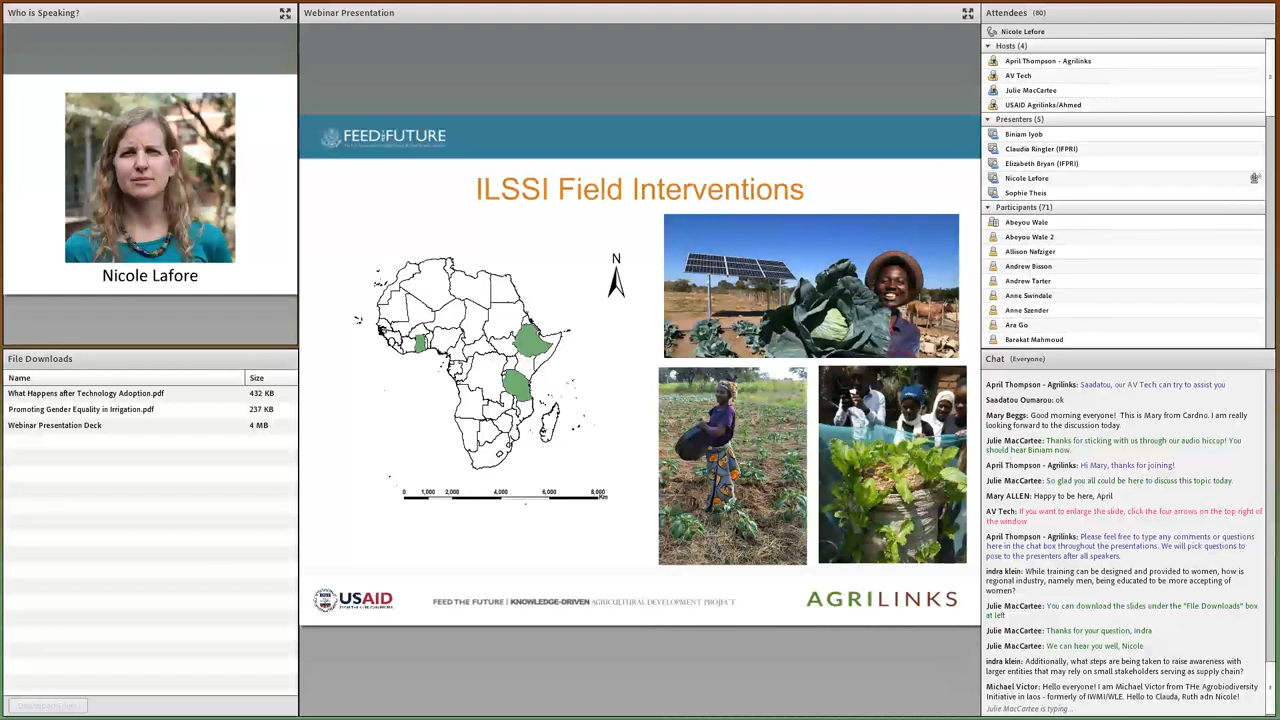 Who is Speaking?
Nicole Lafore
File Downloads
Name Size
What Happens after Technology Adoption.pdf 432 KB
Promoting Gender Equality in Irrigation.pdf 237 KB
Webinar Presentation Deck 4 MB
Webinar Presentation
FEED THE FUTURE
ILSSI Field Interventions
N
0 1,000 2,000 4,000 6,000 8,000
Km
USAID
FEED THE FUTURE | KNOWLEDGE-DRIVEN AGRICULTURAL DEVELOPMENT PROJECT
AGRILINKS
Attendees (80)
Nicole Lefore
Hosts (4)
April Thompson - Agrilinks
AV Tech
Julie MacCartee
USAID Agrilinks/Ahmed
Presenters (5)
Biniam Iyob
Claudia Ringler (IFPRI)
Elizabeth Bryan (IFPRI)
Nicole Lefore
Sophie Theis
Participants (71)
Abeyou Wale
Abeyou Wale 2
Allison Nafziger
Andrew Bisson
Andrew Tarter
Anne Swindale
Anne Szender
Ara Go
Barakat Mahmoud
Chat (Everyone)
April Thompson - Agrilinks: Saadatou, our AV Tech can try to assist you
Saadatou Oumarou: ok
Mary Beggs: Good morning everyone! This is Mary from Cardno. I am really
looking forward to the discussion today.
Julie MacCartee: Thanks for sticking with us through our audio hiccup! You
should hear Biniam now.
April Thompson - Agrilinks: Hi Mary, thanks for joining!
Julie MacCartee: So glad you all could be here to discuss this topic today.
Mary ALLEN: Happy to be here, April
AV Tech: If you want to enlarge the slide, click the four arrows on the top right of
the window
April Thompson - Agrilinks: Please feel free to type any comments or questions
here in the chat box throughout the presentations. We will pick questions to
pose to the presenters after all speakers.
indra klein: While training can be designed and provided to women, how is
regional industry, namely men, being educated to be more accepting of
women?
Julie MacCartee: You can download the slides under the "File Downloads" box
at left
Julie MacCartee: Thanks for your question, Indra
Julie MacCartee: We can hear you well, Nicole
indra klein: Additionally, what steps are being taken to raise awareness with
larger entities that may rely on small stakeholders serving as supply chain?
Michael Victor: Hello everyone! I am Michael Victor from THe Agrobiodversity
Initiative in laos - formerly of IWMI/WLE. Hello to Clauda, Ruth adn Nicole!
Julie MacCartee is typing...